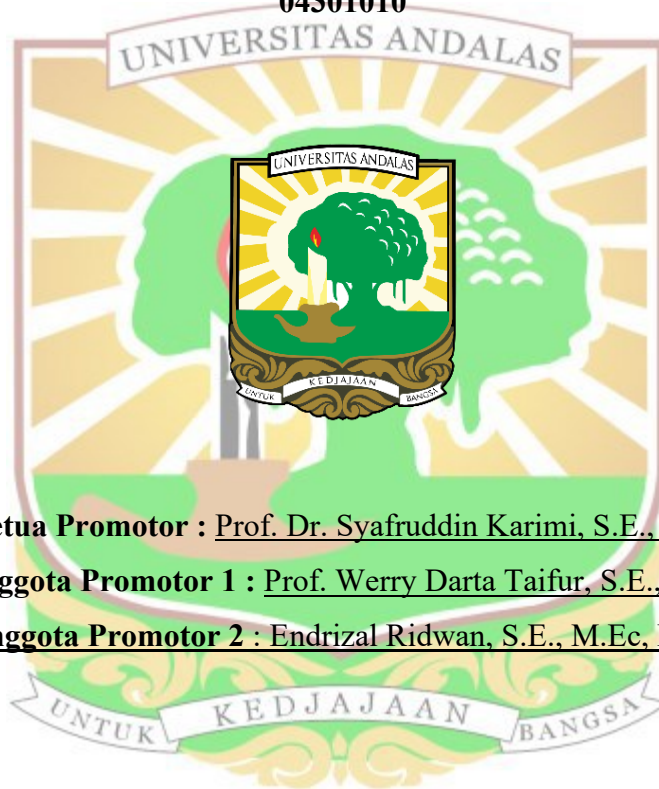 04301010
UNIVERSITAS ANDALAS
UNIVERSITAS ANDALAS
UNTUK KEDJAJAAN BANGSA
etua Promotor : Prof. Dr. Syafruddin Karimi, S.E.,
ggota Promotor 1 : Prof. Werry Darta Taifur, S.E.,
nggota Promotor 2 : Endrizal Ridwan, S.E., M.Ec,
UNTUK KEDJAJAAN BANGSA